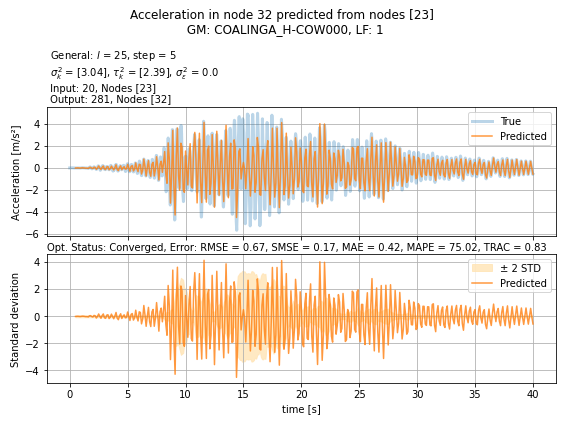 Acceleration in node 32 predicted from nodes [23]
GM: COALINGA_H-COW000, LF: 1
General: l = 25, step = 5
σ²ₖ = [3.04], τ²ₖ = [2.39], σ²ε = 0.0
Input: 20, Nodes [23]
Output: 281, Nodes [32]
Acceleration [m/s²]
4
2
0
−2
−4
−6
True
Predicted
Opt. Status: Converged, Error: RMSE = 0.67, SMSE = 0.17, MAE = 0.42, MAPE = 75.02, TRAC = 0.83
Standard deviation
4
2
0
−2
−4
± 2 STD
Predicted
0 5 10 15 20 25 30 35 40
time [s]